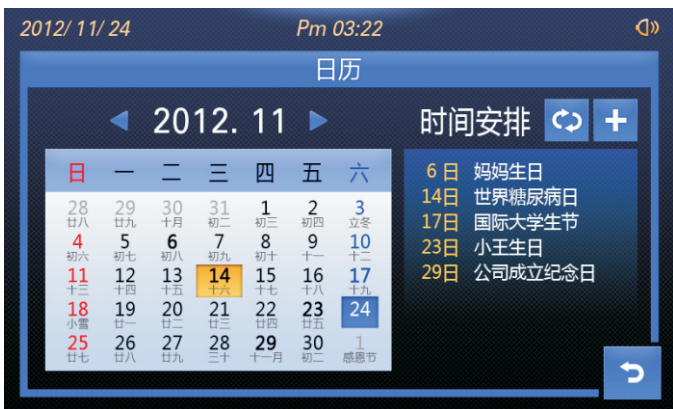 2012/ 11/ 24 Pm 03:22
日历
2012. 11
时间安排
日 一 二 三 四 五 六
28 29 30 31 1 2 3
廿八 廿九 十月 初二 初三 初四 立冬
4 5 6 7 8 9 10
初六 初七 初八 初九 初十 十一 十二
11 12 13 14 15 16 17
十三 十四 十五 十六 十七 十八 十九
18 19 20 21 22 23 24
小雪 廿一 廿二 廿三 廿四 廿五
25 26 27 28 29 30 1
廿七 廿八 廿九 三十 十一月 初二 感恩节
6日 妈妈生日
14日 世界糖尿病日
17日 国际大学生节
23日 小王生日
29日 公司成立纪念日